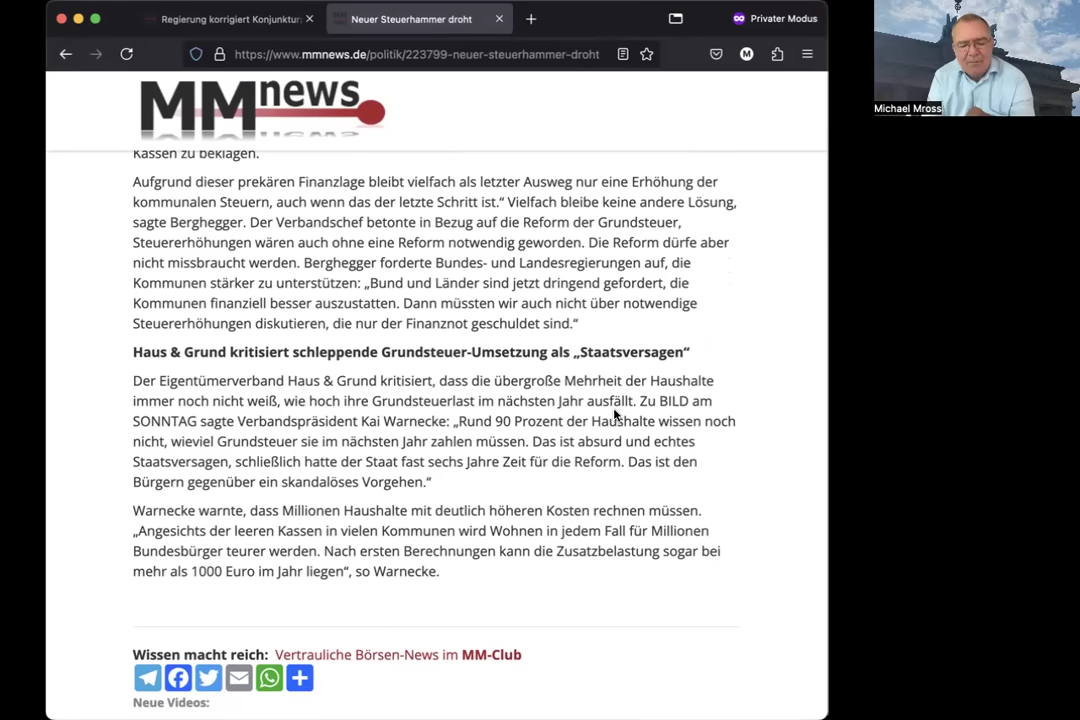 Regierung korrigiert Konjunktur
Neuer Steuerhammer droht
Privater Modus
https://www.mmnews.de/politik/223799-neuer-steuerhammer-droht
M
Michael Mross
MMnews
Kassen zu beklagen.
Aufgrund dieser prekären Finanzlage bleibt vielfach als letzter Ausweg nur eine Erhöhung der
kommunalen Steuern, auch wenn das der letzte Schritt ist.“ Vielfach bleibe keine andere Lösung,
sagte Berghegger. Der Verbandschef betonte in Bezug auf die Reform der Grundsteuer,
Steuererhöhungen wären auch ohne eine Reform notwendig geworden. Die Reform dürfe aber
nicht missbraucht werden. Berghegger forderte Bundes- und Landesregierungen auf, die
Kommunen stärker zu unterstützen: „Bund und Länder sind jetzt dringend gefordert, die
Kommunen finanziell besser auszustatten. Dann müssten wir auch nicht über notwendige
Steuererhöhungen diskutieren, die nur der Finanznot geschuldet sind.“
Haus & Grund kritisiert schleppende Grundsteuer-Umsetzung als „Staatsversagen“
Der Eigentümerverband Haus & Grund kritisiert, dass die übergroße Mehrheit der Haushalte
immer noch nicht weiß, wie hoch ihre Grundsteuerlast im nächsten Jahr ausfällt. Zu BILD am
SONNTAG sagte Verbandspräsident Kai Warnecke: „Rund 90 Prozent der Haushalte wissen noch
nicht, wieviel Grundsteuer sie im nächsten Jahr zahlen müssen. Das ist absurd und echtes
Staatsversagen, schließlich hatte der Staat fast sechs Jahre Zeit für die Reform. Das ist den
Bürgern gegenüber ein skandalöses Vorgehen.“
Warnecke warnte, dass Millionen Haushalte mit deutlich höheren Kosten rechnen müssen.
„Angesichts der leeren Kassen in vielen Kommunen wird Wohnen in jedem Fall für Millionen
Bundesbürger teurer werden. Nach ersten Berechnungen kann die Zusatzbelastung sogar bei
mehr als 1000 Euro im Jahr liegen“, so Warnecke.
Wissen macht reich: Vertrauliche Börsen-News im MM-Club
Neue Videos: